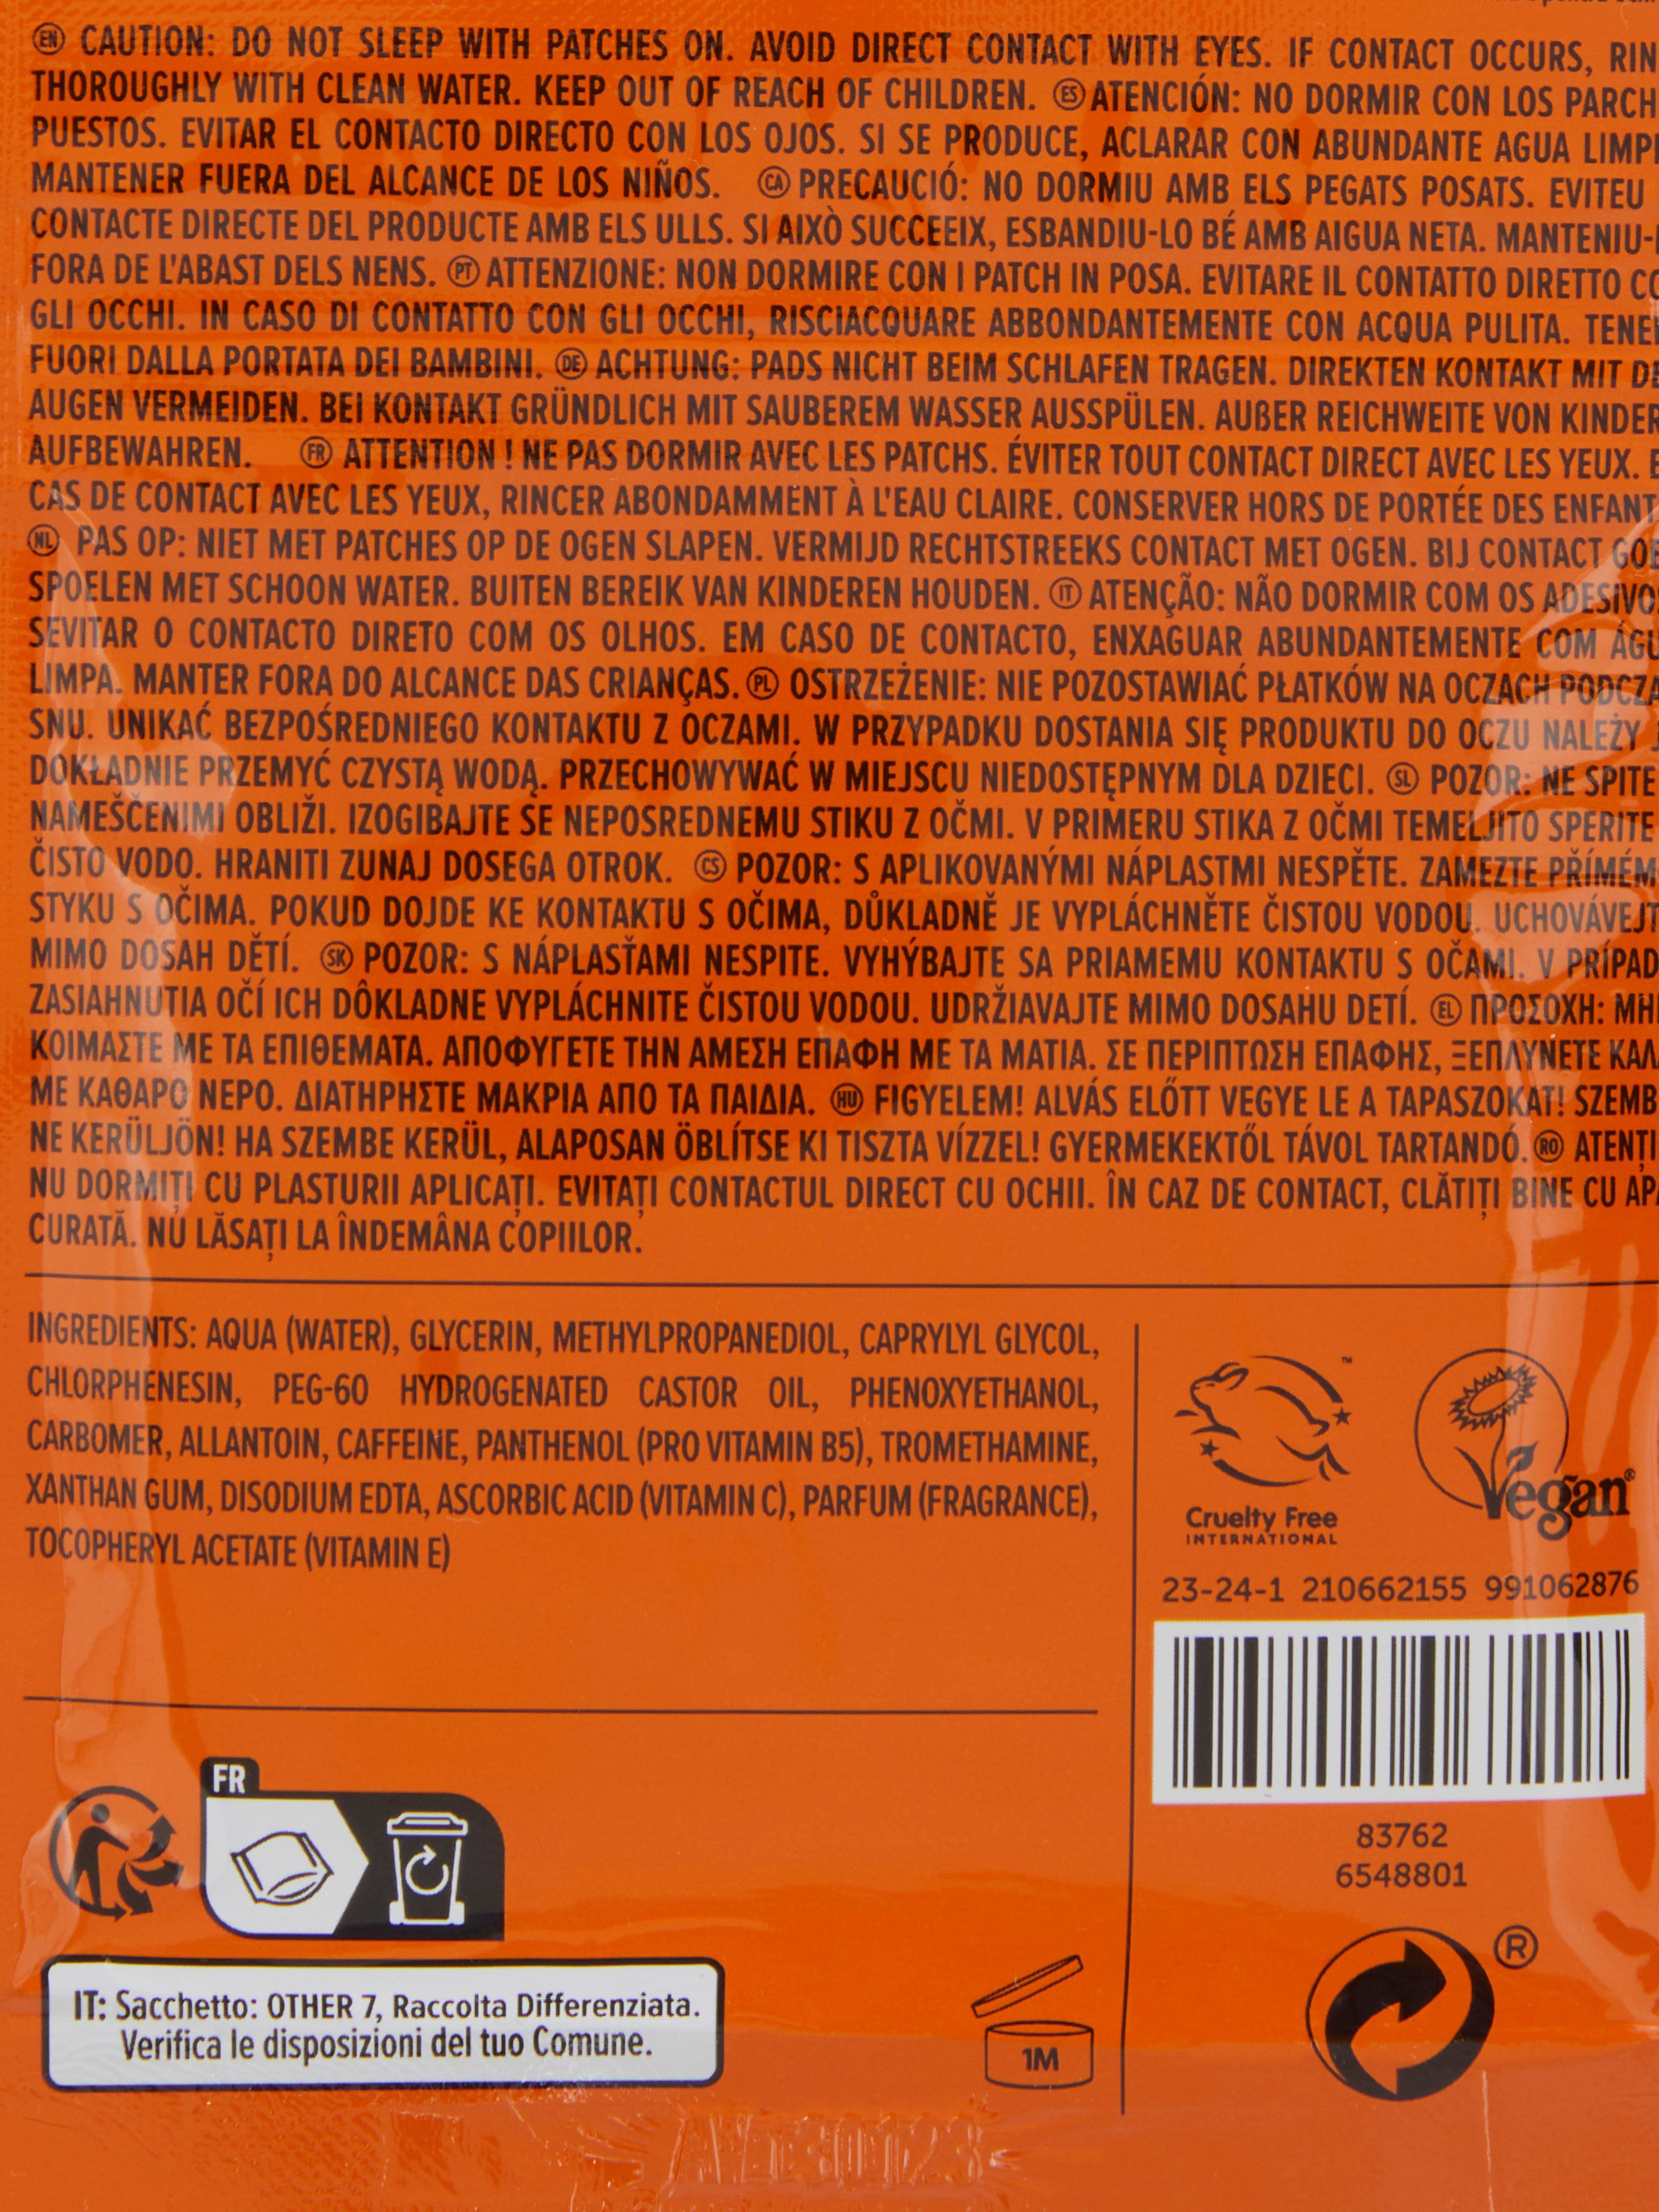 EN CAUTION: DO NOT SLEEP WITH PATCHES ON. AVOID DIRECT CONTACT WITH EYES. IF CONTACT OCCURS, RIN
THOROUGHLY WITH CLEAN WATER. KEEP OUT OF REACH OF CHILDREN. ES ATENCIÓN: NO DORMIR CON LOS PARCH
PUESTOS. EVITAR EL CONTACTO DIRECTO CON LOS OJOS. SI SE PRODUCE, ACLARAR CON ABUNDANTE AGUA LIMPI
MANTENER FUERA DEL ALCANCE DE LOS NIÑOS. CA PRECAUCIÓ: NO DORMIU AMB ELS PEGATS POSATS. EVITEU
CONTACTE DIRECTE DEL PRODUCTE AMB ELS ULLS. SI AIXÒ SUCCEEIX, ESBANDIU-LO BÉ AMB AIGUA NETA. MANTENIU-
FORA DE L'ABAST DELS NENS. PT ATTENZIONE: NON DORMIRE CON I PATCH IN POSA. EVITARE IL CONTATTO DIRETTO CO
GLI OCCHI. IN CASO DI CONTATTO CON GLI OCCHI, RISCIACQUARE ABBONDANTEMENTE CON ACQUA PULITA. TENE
FUORI DALLA PORTATA DEI BAMBINI. DE ACHTUNG: PADS NICHT BEIM SCHLAFEN TRAGEN. DIREKTEN KONTAKT MIT DE
AUGEN VERMEIDEN. BEI KONTAKT GRÜNDLICH MIT SAUBEREM WASSER AUSSPÜLEN. AUßER REICHWEITE VON KINDER
AUFBEWAHREN. FR ATTENTION ! NE PAS DORMIR AVEC LES PATCHS. ÉVITER TOUT CONTACT DIRECT AVEC LES YEUX. E
CAS DE CONTACT AVEC LES YEUX, RINCER ABONDAMMENT À L'EAU CLAIRE. CONSERVER HORS DE PORTÉE DES ENFANT
NL PAS OP: NIET MET PATCHES OP DE OGEN SLAPEN. VERMIJD RECHTSTREEKS CONTACT MET OGEN. BIJ CONTACT GOE
SPOELEN MET SCHOON WATER. BUITEN BEREIK VAN KINDEREN HOUDEN. IT ATENÇÃO: NÃO DORMIR COM OS ADESIVO
SEVITAR O CONTACTO DIRETO COM OS OLHOS. EM CASO DE CONTACTO, ENXAGUAR ABUNDANTEMENTE COM ÁGU
LIMPA. MANTER FORA DO ALCANCE DAS CRIANÇAS. PL OSTRZEŻENIE: NIE POZOSTAWIAĆ PŁATKÓW NA OCZACH PODCZA
SNU. UNIKAĆ BEZPOŚREDNIEGO KONTAKTU Z OCZAMI. W PRZYPADKU DOSTANIA SIĘ PRODUKTU DO OCZU NALEŻY J
DOKŁADNIE PRZEMYĆ CZYSTĄ WODĄ. PRZECHOWYWAĆ W MIEJSCU NIEDOSTĘPNYM DLA DZIECI. SL POZOR: NE SPITE
NAMEŠČENIMI OBLIŽI. IZOGIBAJTE SE NEPOSREDNEMU STIKU Z OČMI. V PRIMERU STIKA Z OČMI TEMELJITO SPERITE
ČISTO VODO. HRANITI ZUNAJ DOSEGA OTROK. CS POZOR: S APLIKOVANÝMI NÁPLASTMI NESPĚTE. ZAMEZTE PŘÍMÉM
STYKU S OČIMA. POKUD DOJDE KE KONTAKTU S OČIMA, DŮKLADNĚ JE VYPLÁCHNĚTE ČISTOU VODOU. UCHOVÁVEJT
MIMO DOSAH DĚTÍ. SK POZOR: S NÁPLASŤAMI NESPITE. VYHÝBAJTE SA PRIAMEMU KONTAKTU S OČAMI. V PRÍPAD
ZASIAHNUTIA OČÍ ICH DÔKLADNE VYPLÁCHNITE ČISTOU VODOU. UDRŽIAVAJTE MIMO DOSAHU DETÍ. EL ΠΡΟΣΟΧΗ: ΜΗ
ΚΟΙΜΑΣΤΕ ΜΕ ΤΑ ΕΠΙΘΕΜΑΤΑ. ΑΠΟΦΥΓΕΤΕ ΤΗΝ ΑΜΕΣΗ ΕΠΑΦΗ ΜΕ ΤΑ ΜΑΤΙΑ. ΣΕ ΠΕΡΙΠΤΩΣΗ ΕΠΑΦΗΣ, ΞΕΠΛΥΝΕΤΕ ΚΑΛ
ΜΕ ΚΑΘΑΡΟ ΝΕΡΟ. ΔΙΑΤΗΡΗΣΤΕ ΜΑΚΡΙΑ ΑΠΟ ΤΑ ΠΑΙΔΙΑ. HU FIGYELEM! ALVÁS ELŐTT VEGYE LE A TAPASZOKAT! SZEMB
NE KERÜLJÖN! HA SZEMBE KERÜL, ALAPOSAN ÖBLÍTSE KI TISZTA VÍZZEL! GYERMEKEKTŐL TÁVOL TARTANDÓ. RO ATENȚI
NU DORMIȚI CU PLASTURII APLICAȚI. EVITAȚI CONTACTUL DIRECT CU OCHII. ÎN CAZ DE CONTACT, CLĂTIȚI BINE CU AP
CURATĂ. NU LĂSAȚI LA ÎNDEMÂNA COPIILOR.
INGREDIENTS: AQUA (WATER), GLYCERIN, METHYLPROPANEDIOL, CAPRYLYL GLYCOL,
CHLORPHENESIN, PEG-60 HYDROGENATED CASTOR OIL, PHENOXYETHANOL,
CARBOMER, ALLANTOIN, CAFFEINE, PANTHENOL (PRO VITAMIN B5), TROMETHAMINE,
XANTHAN GUM, DISODIUM EDTA, ASCORBIC ACID (VITAMIN C), PARFUM (FRAGRANCE),
TOCOPHERYL ACETATE (VITAMIN E)
Cruelty Free
INTERNATIONAL
™
Vegan®
23-24-1 210662155 991062876
83762
6548801
®
FR
IT: Sacchetto: OTHER 7, Raccolta Differenziata.
Verifica le disposizioni del tuo Comune.
1M